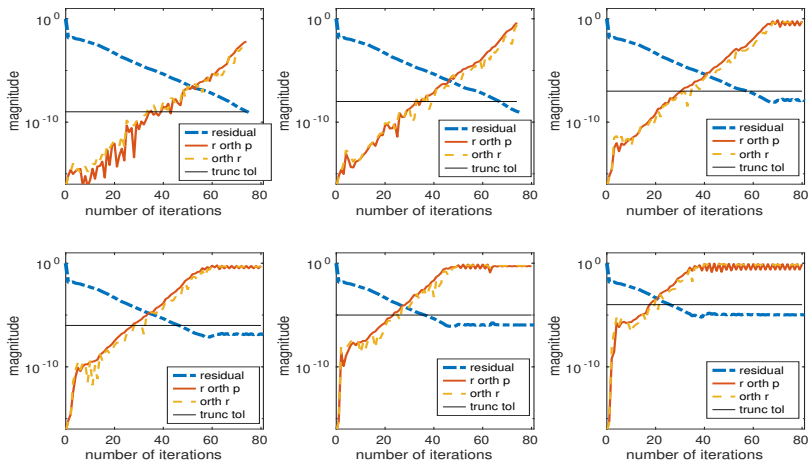 magnitude
10^0
10^-10
0 20 40 60 80
number of iterations
residual
r orth p
orth r
trunc tol
magnitude
10^0
10^-10
0 20 40 60 80
number of iterations
residual
r orth p
orth r
trunc tol
magnitude
10^0
10^-10
0 20 40 60 80
number of iterations
residual
r orth p
orth r
trunc tol
magnitude
10^0
10^-10
0 20 40 60 80
number of iterations
residual
r orth p
orth r
trunc tol
magnitude
10^0
10^-10
0 20 40 60 80
number of iterations
residual
r orth p
orth r
trunc tol
magnitude
10^0
10^-10
0 20 40 60 80
number of iterations
residual
r orth p
orth r
trunc tol